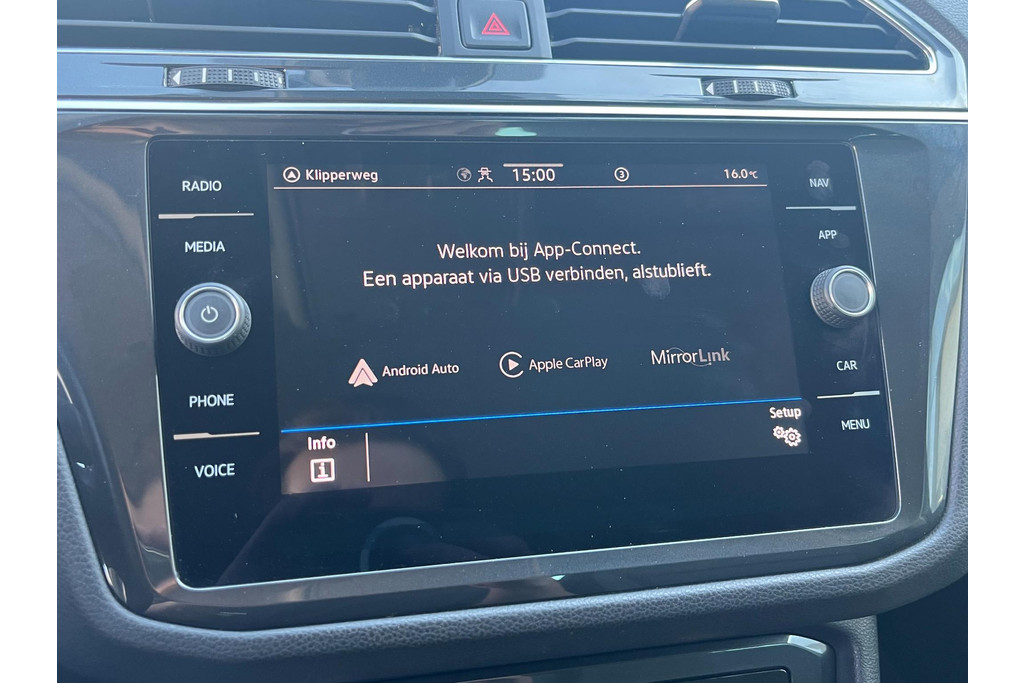 RADIO
MEDIA
PHONE
VOICE
Klipperweg 15:00 3 16.0°C
Welkom bij App-Connect.
Een apparaat via USB verbinden, alstublieft.
Android Auto Apple CarPlay MirrorLink
Info Setup
i
NAV
APP
CAR
MENU